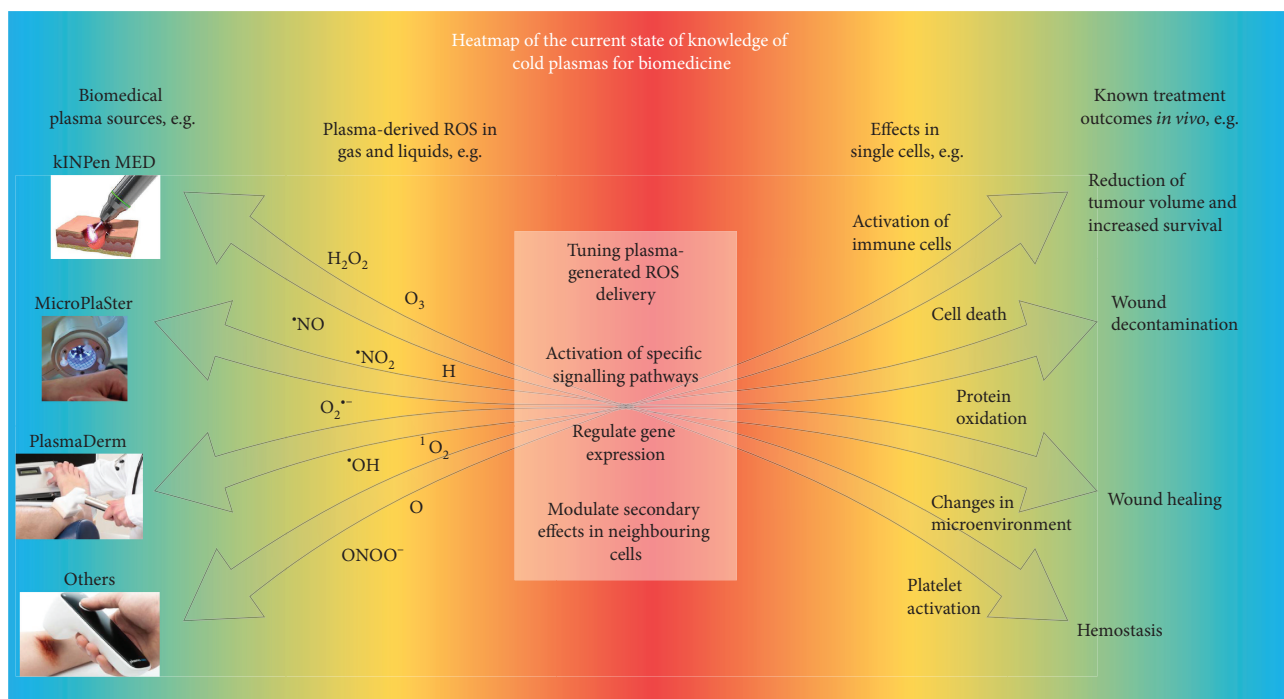 Heatmap of the current state of knowledge of
cold plasmas for biomedicine
Biomedical
plasma sources, e.g.
kINPen MED
MicroPlaSter
PlasmaDerm
Others
Plasma-derived ROS in
gas and liquids, e.g.
H₂O₂
O₃
•NO
•NO₂
H
O₂•⁻
¹O₂
•OH
O
ONOO⁻
Tuning plasma-
generated ROS
delivery
Activation of specific
signalling pathways
Regulate gene
expression
Modulate secondary
effects in neighbouring
cells
Effects in
single cells, e.g.
Activation of
immune cells
Cell death
Protein
oxidation
Changes in
microenvironment
Platelet
activation
Known treatment
outcomes in vivo, e.g.
Reduction of
tumour volume and
increased survival
Wound
decontamination
Wound healing
Hemostasis